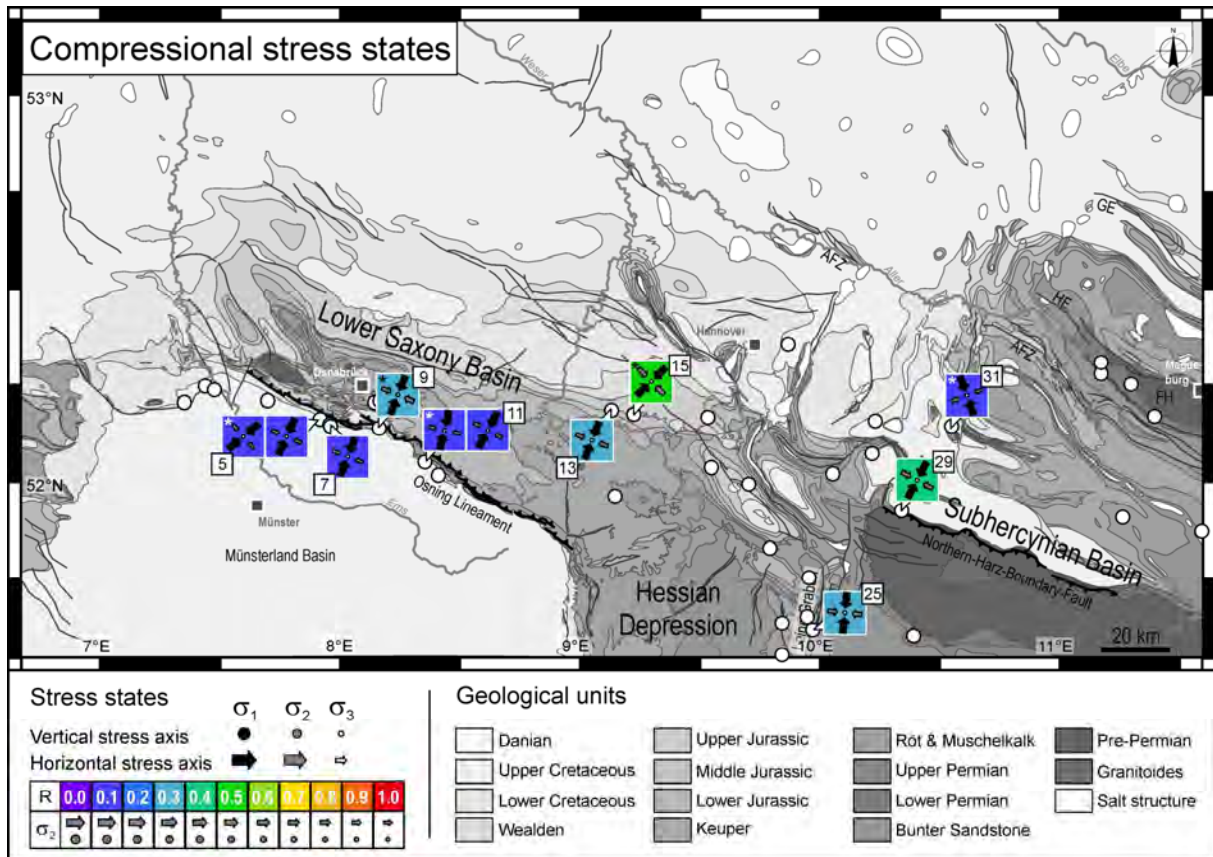 Compressional stress states
N
53°N
Weser
Elbe
GE
AFZ
Aller
HF
Lower Saxony Basin
Hannover
AFZ
Magde
burg
FH
Osnabrück
9
15
31
11
5
7
13
29
52°N
Osning Lineament
Münster
Ems
Münsterland Basin
Subhercynian Basin
Northern-Harz-Boundary-Fault
Hessian
Depression
25
20 km
7°E
8°E
9°E
10°E
11°E
Stress states
σ1
σ2
σ3
Vertical stress axis
Horizontal stress axis
R 0.0 0.1 0.2 0.3 0.4 0.5 0.6 0.7 0.8 0.9 1.0
σ2
Geological units
Danian
Upper Cretaceous
Lower Cretaceous
Wealden
Upper Jurassic
Middle Jurassic
Lower Jurassic
Keuper
Röt & Muschelkalk
Upper Permian
Lower Permian
Bunter Sandstone
Pre-Permian
Granitoides
Salt structure